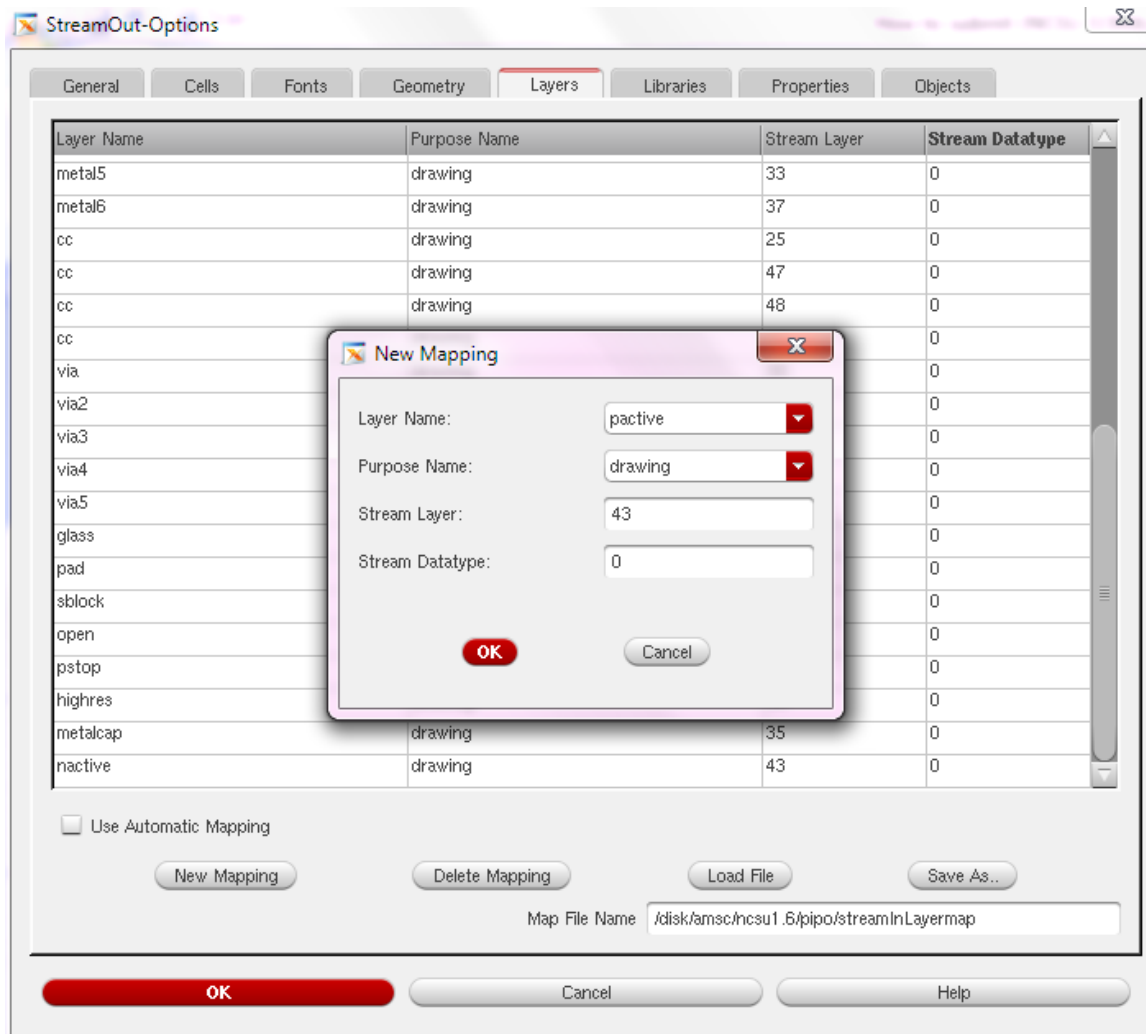 StreamOut-Options
General Cells Fonts Geometry Layers Libraries Properties Objects
Layer Name Purpose Name Stream Layer Stream Datatype
metal5 drawing 33 0
metal6 drawing 37 0
cc drawing 25 0
cc drawing 47 0
cc drawing 48 0
cc 0
via 0
via2 0
via3 0
via4 0
via5 0
glass 0
pad 0
sblock 0
open 0
pstop 0
highres 0
metalcap drawing 35 0
nactive drawing 43 0
New Mapping
Layer Name: pactive
Purpose Name: drawing
Stream Layer: 43
Stream Datatype: 0
OK Cancel
Use Automatic Mapping
New Mapping Delete Mapping Load File Save As..
Map File Name /disk/amsc/ncsu1.6/pipo/streamInLayermap
OK Cancel Help